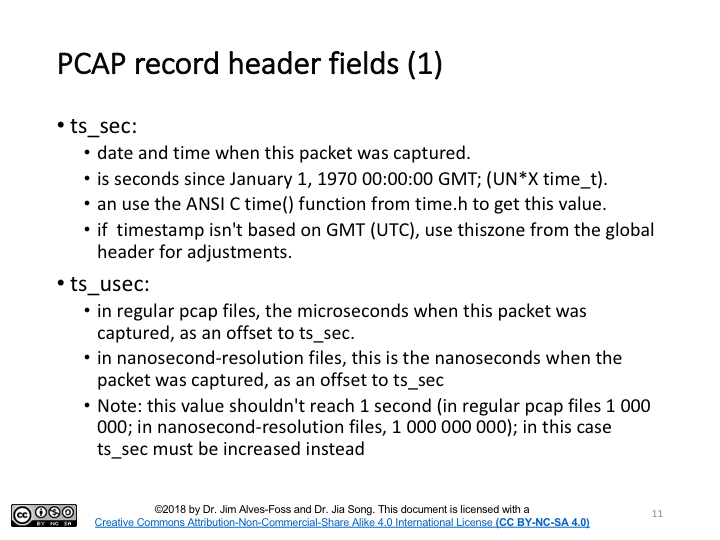 PCAP record header fields (1)
• ts_sec:
• date and time when this packet was captured.
• is seconds since January 1, 1970 00:00:00 GMT; (UN*X time_t).
• an use the ANSI C time() function from time.h to get this value.
• if  timestamp isn't based on GMT (UTC), use thiszone from the global
header for adjustments.
• ts_usec:
• in regular pcap files, the microseconds when this packet was
captured, as an offset to ts_sec.
• in nanosecond-resolution files, this is the nanoseconds when the
packet was captured, as an offset to ts_sec
• Note: this value shouldn't reach 1 second (in regular pcap files 1 000
000; in nanosecond-resolution files, 1 000 000 000); in this case
ts_sec must be increased instead
©2018 by Dr. Jim Alves-Foss and Dr. Jia Song. This document is licensed with a
Creative Commons Attribution-Non-Commercial-Share Alike 4.0 International License (CC BY-NC-SA 4.0)
11
cc
BY NC SA